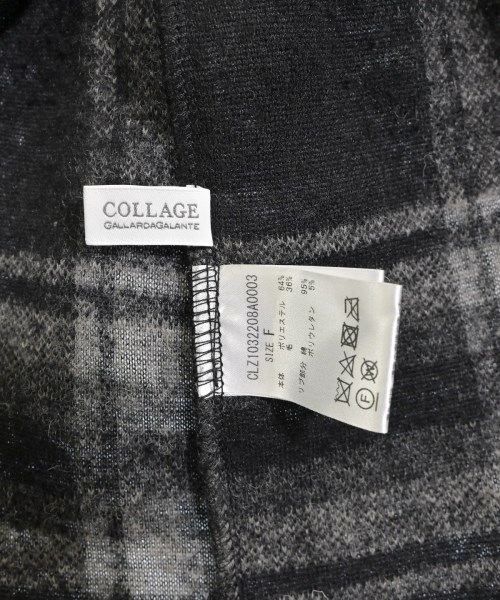 COLLAGE
GALLARDAGALANTE
CLZ1032208A0003
SIZE F
本体 ポリエステル 64%
毛 36%
リブ部分 綿 95%
ポリウレタン 5%
F